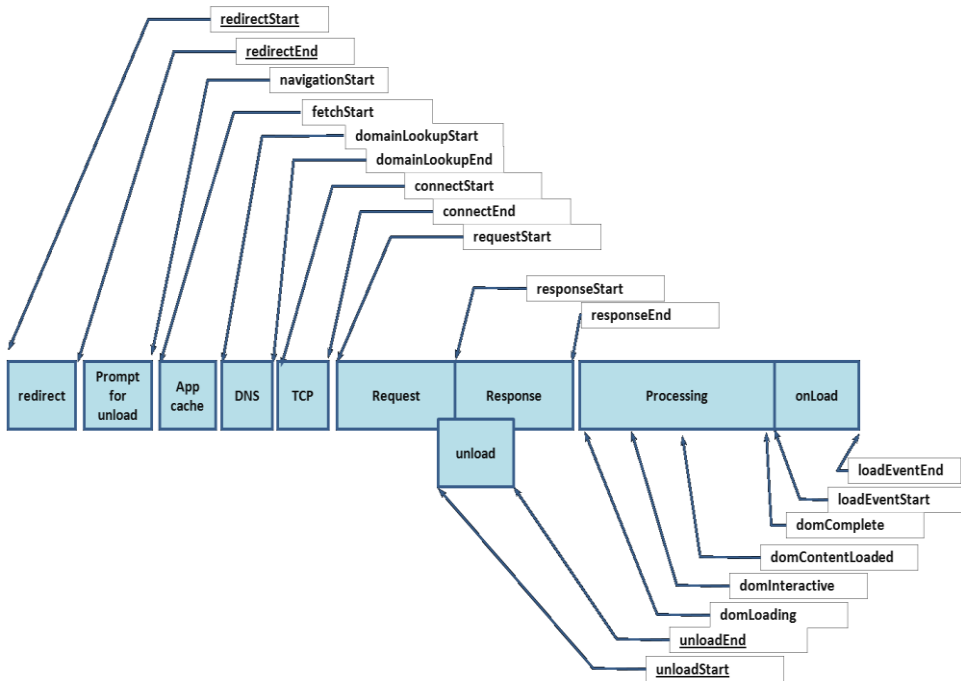 redirectStart
redirectEnd
navigationStart
fetchStart
domainLookupStart
domainLookupEnd
connectStart
connectEnd
requestStart
responseStart
responseEnd
redirect
Prompt
for
unload
App
cache
DNS
TCP
Request
Response
Processing
onLoad
unload
loadEventEnd
loadEventStart
domComplete
domContentLoaded
domInteractive
domLoading
unloadEnd
unloadStart